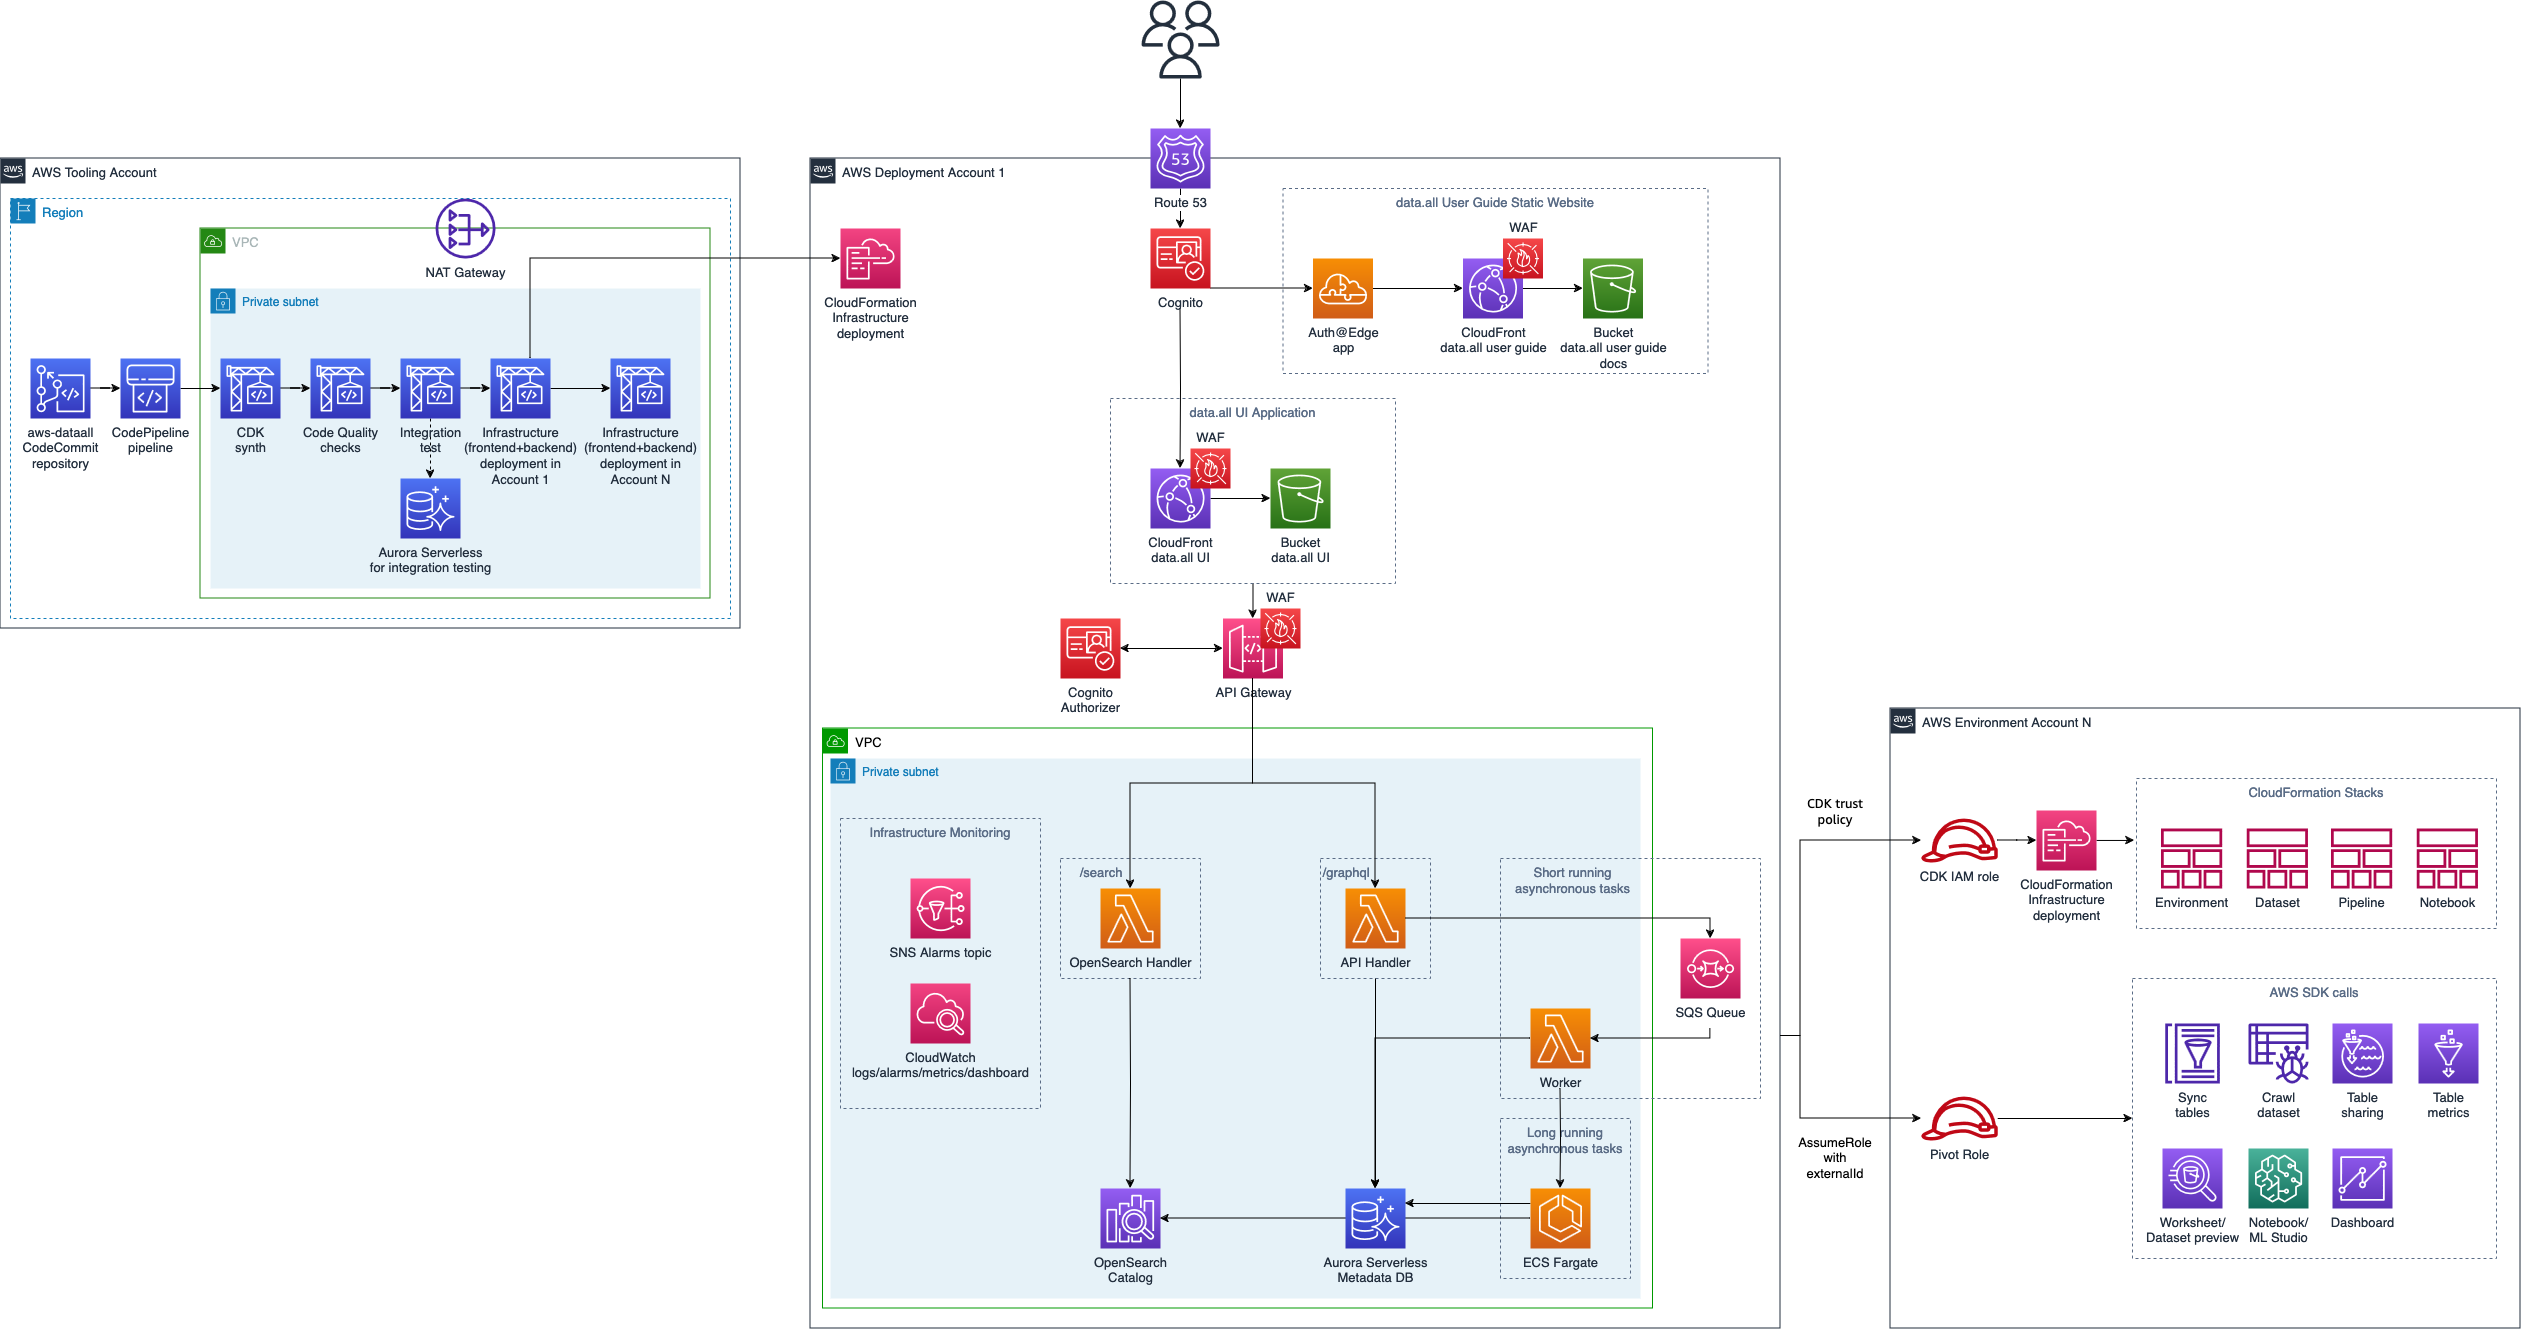 aws
AWS Tooling Account
Region
VPC
NAT Gateway
Private subnet
aws-dataall
CodeCommit
repository
CodePipeline
pipeline
CDK
synth
Code Quality
checks
Integration
test
Infrastructure
(frontend+backend)
deployment in
Account 1
Infrastructure
(frontend+backend)
deployment in
Account N
Aurora Serverless
for integration testing
aws
AWS Deployment Account 1
53
Route 53
CloudFormation
Infrastructure
deployment
Cognito
data.all User Guide Static Website
WAF
Auth@Edge
app
CloudFront
data.all user guide
Bucket
data.all user guide
docs
data.all UI Application
WAF
CloudFront
data.all UI
Bucket
data.all UI
WAF
Cognito
Authorizer
API Gateway
VPC
Private subnet
Infrastructure Monitoring
SNS Alarms topic
CloudWatch
logs/alarms/metrics/dashboard
/search
OpenSearch Handler
/graphql
API Handler
Short running
asynchronous tasks
SQS Queue
Worker
Long running
asynchronous tasks
OpenSearch
Catalog
Aurora Serverless
Metadata DB
ECS Fargate
CDK trust
policy
AssumeRole
with
externalId
aws
AWS Environment Account N
CDK IAM role
CloudFormation
Infrastructure
deployment
CloudFormation Stacks
Environment
Dataset
Pipeline
Notebook
Pivot Role
AWS SDK calls
Sync
tables
Crawl
dataset
Table
sharing
Table
metrics
Worksheet/
Dataset preview
Notebook/
ML Studio
Dashboard